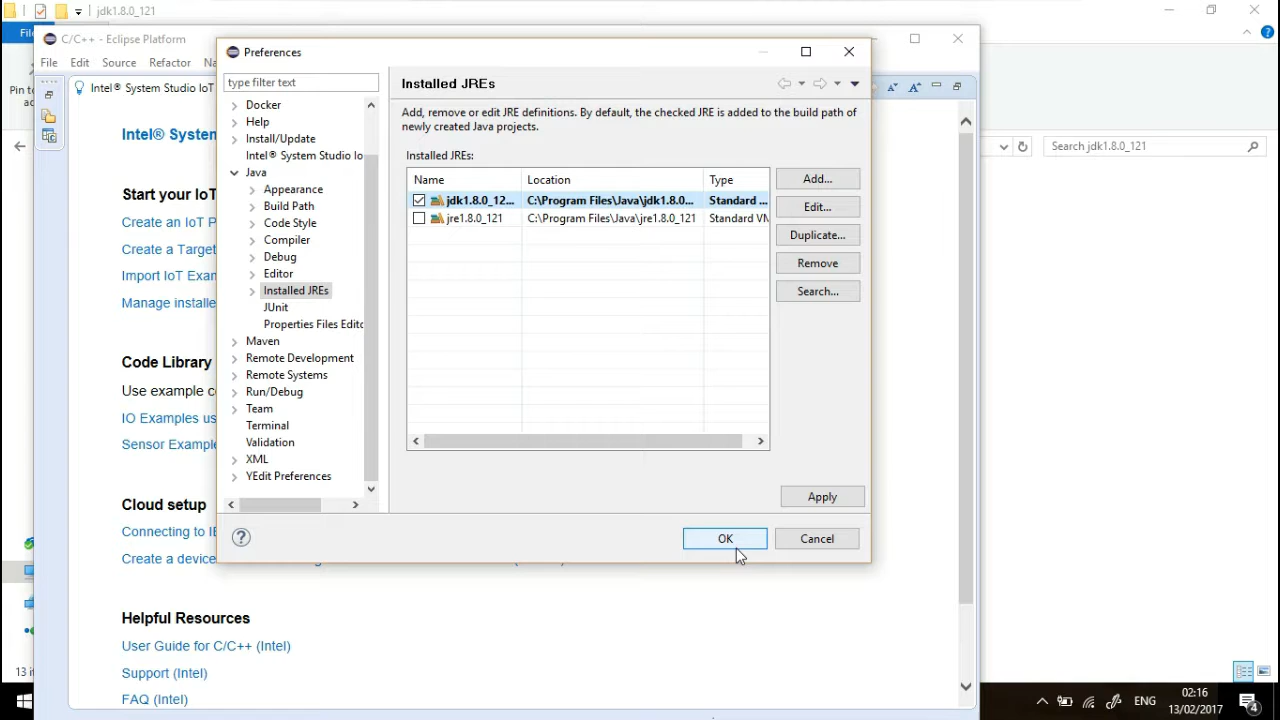 jdk1.8.0_121
File
C/C++ - Eclipse Platform
File Edit Source Refactor
Intel® System Studio IoT
Search jdk1.8.0_121
Intel® System
Start your IoT
Create an IoT P
Create a Target
Import IoT Exam
Manage installe
Code Library
Use example co
IO Examples us
Sensor Example
Cloud setup
Connecting to IB
Create a device
Helpful Resources
User Guide for C/C++ (Intel)
Support (Intel)
FAQ (Intel)
Pin to
13 it
Preferences
type filter text
Docker
Help
Install/Update
Intel® System Studio Io
Java
Appearance
Build Path
Code Style
Compiler
Debug
Editor
Installed JREs
JUnit
Properties Files Edito
Maven
Remote Development
Remote Systems
Run/Debug
Team
Terminal
Validation
XML
YEdit Preferences
Installed JREs
Add, remove or edit JRE definitions. By default, the checked JRE is added to the build path of
newly created Java projects.
Installed JREs:
Name Location Type
jdk1.8.0_12... C:\Program Files\Java\jdk1.8.0... Standard ...
jre1.8.0_121 C:\Program Files\Java\jre1.8.0_121 Standard VM
Add...
Edit...
Duplicate...
Remove
Search...
Apply
OK Cancel
ENG
02:16
13/02/2017
4